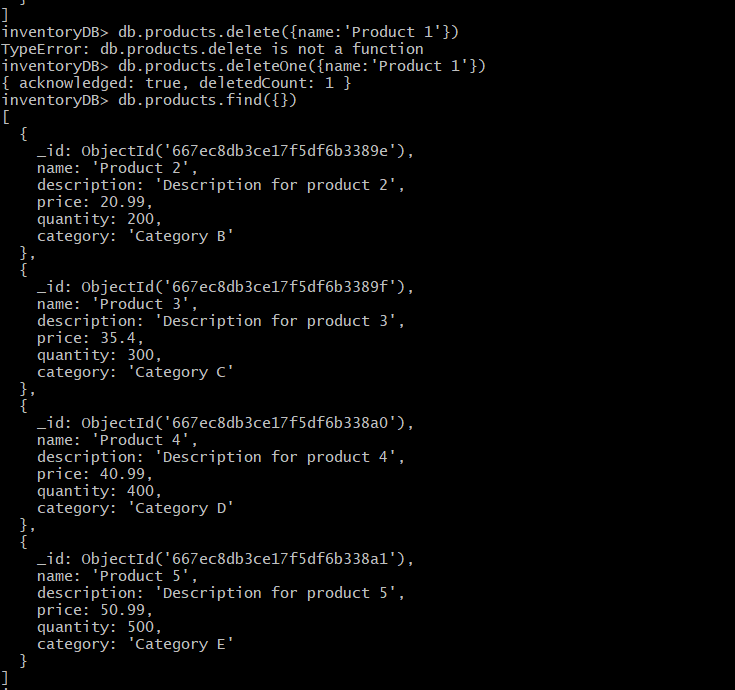 ]
inventoryDB> db.products.delete({name:'Product 1'})
TypeError: db.products.delete is not a function
inventoryDB> db.products.deleteOne({name:'Product 1'})
{ acknowledged: true, deletedCount: 1 }
inventoryDB> db.products.find({})
[
  {
    _id: ObjectId('667ec8db3ce17f5df6b3389e'),
    name: 'Product 2',
    description: 'Description for product 2',
    price: 20.99,
    quantity: 200,
    category: 'Category B'
  },
  {
    _id: ObjectId('667ec8db3ce17f5df6b3389f'),
    name: 'Product 3',
    description: 'Description for product 3',
    price: 35.4,
    quantity: 300,
    category: 'Category C'
  },
  {
    _id: ObjectId('667ec8db3ce17f5df6b338a0'),
    name: 'Product 4',
    description: 'Description for product 4',
    price: 40.99,
    quantity: 400,
    category: 'Category D'
  },
  {
    _id: ObjectId('667ec8db3ce17f5df6b338a1'),
    name: 'Product 5',
    description: 'Description for product 5',
    price: 50.99,
    quantity: 500,
    category: 'Category E'
  }
]